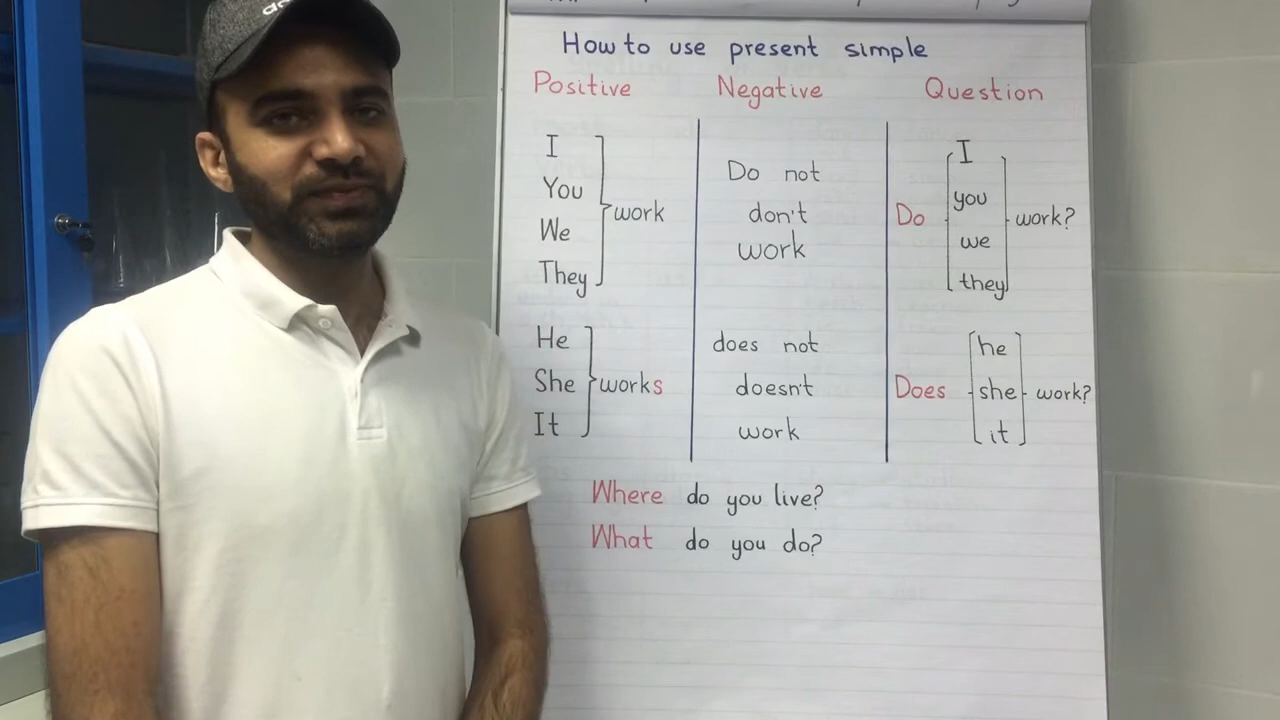 How to use present simple
Positive Negative Question
I
You
We
They
work
Do not
don't
work
Do
I
you
we
they
work?
He
She
It
works
does not
doesn't
work
Does
he
she
it
work?
Where do you live?
What do you do?